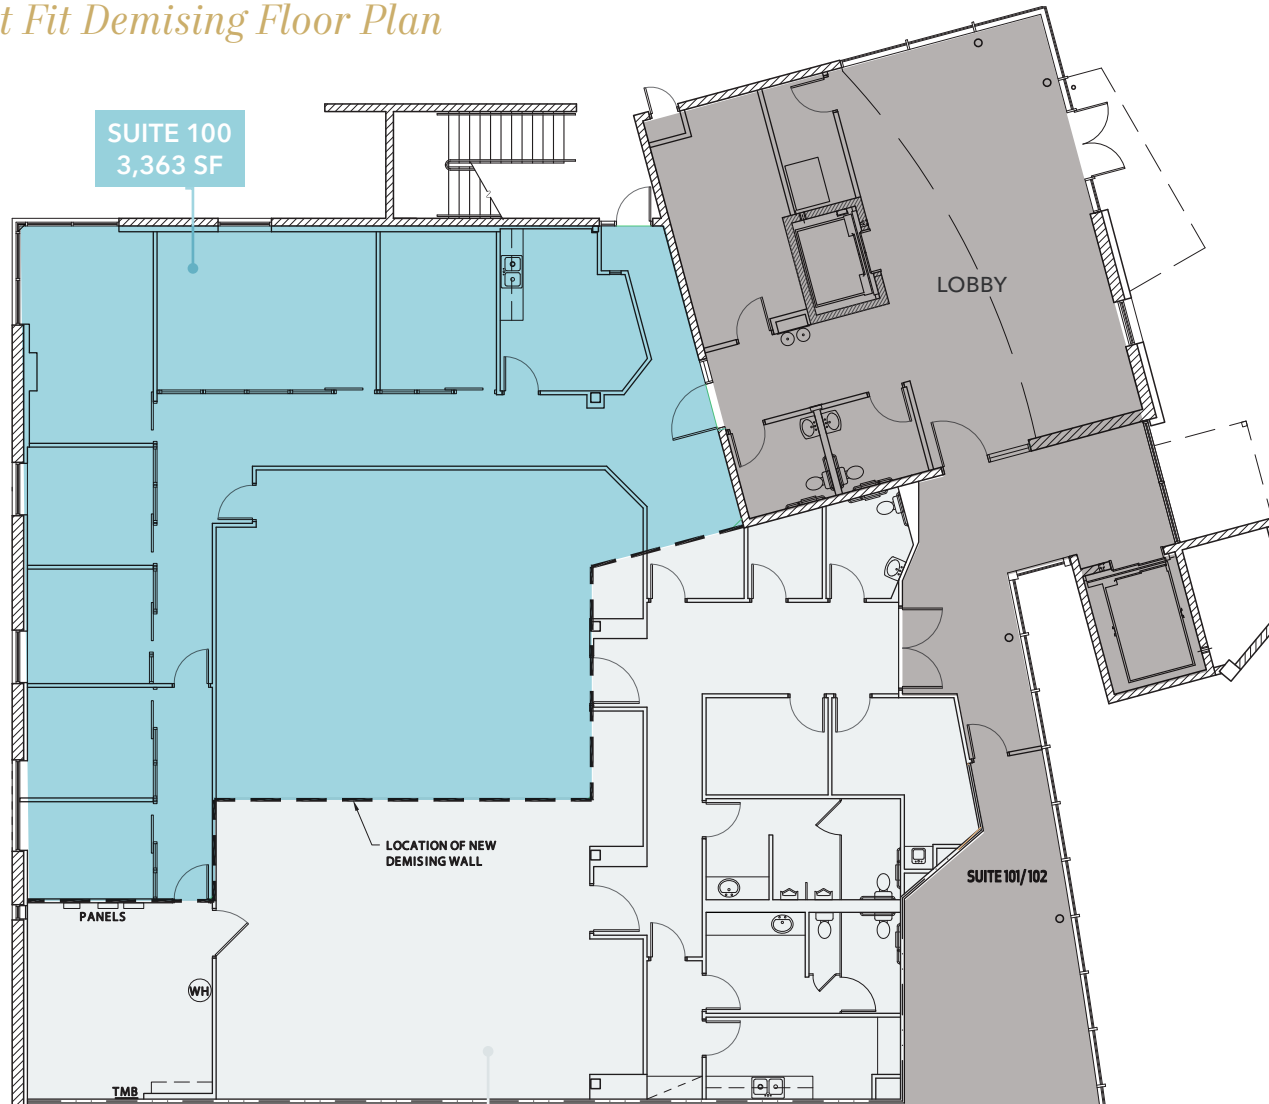 t Fit Demising Floor Plan
SUITE 100
3,363 SF
LOBBY
LOCATION OF NEW
DEMISING WALL
SUITE 101/102
PANELS
WH
TMB